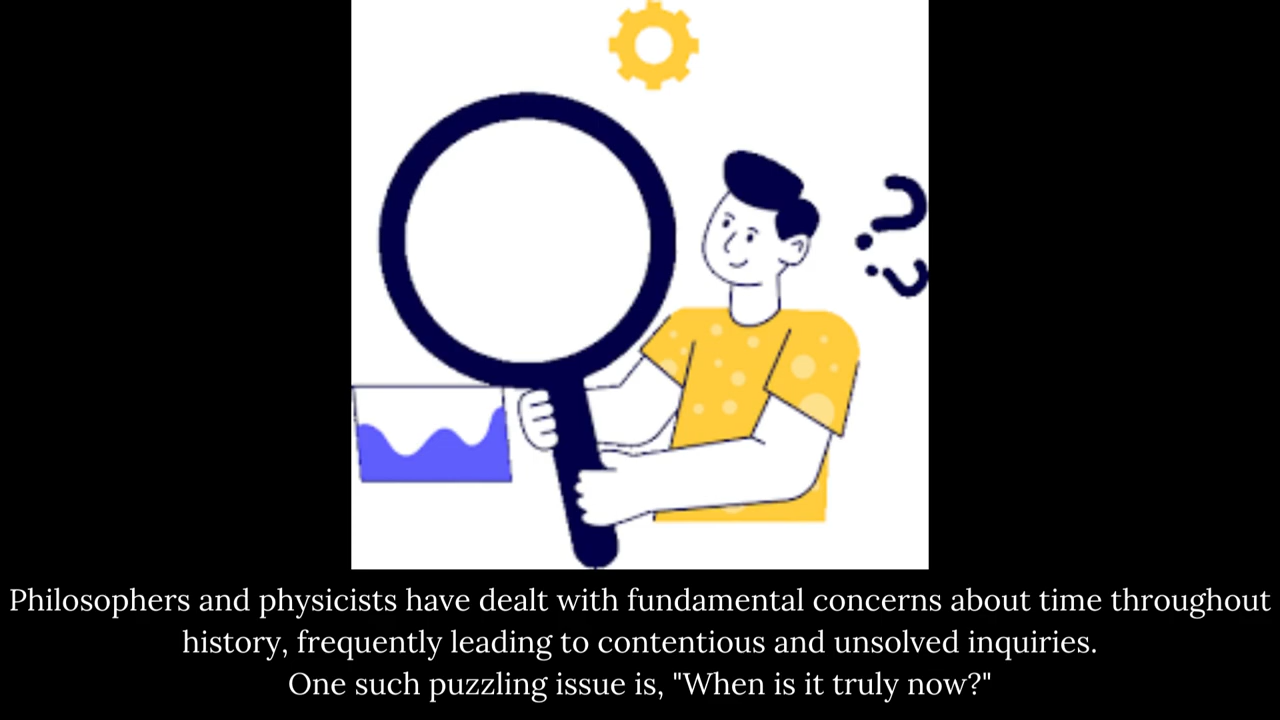 Philosophers and physicists have dealt with fundamental concerns about time throughout
history, frequently leading to contentious and unsolved inquiries.
One such puzzling issue is, "When is it truly now?"